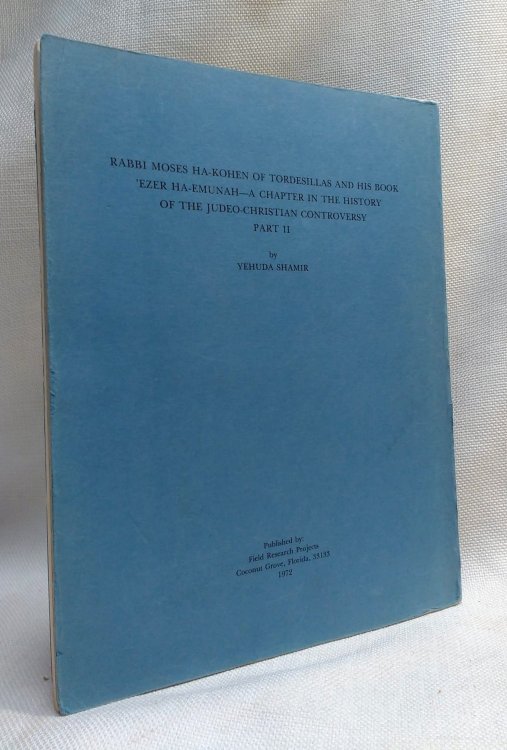 RABBI MOSES HA-KOHEN OF TORDESILLAS AND HIS BOOK
'EZER HA-EMUNAH—A CHAPTER IN THE HISTORY
OF THE JUDEO-CHRISTIAN CONTROVERSY
PART II
by
YEHUDA SHAMIR
Published by:
Field Research Projects
Coconut Grove, Florida, 33133
1972